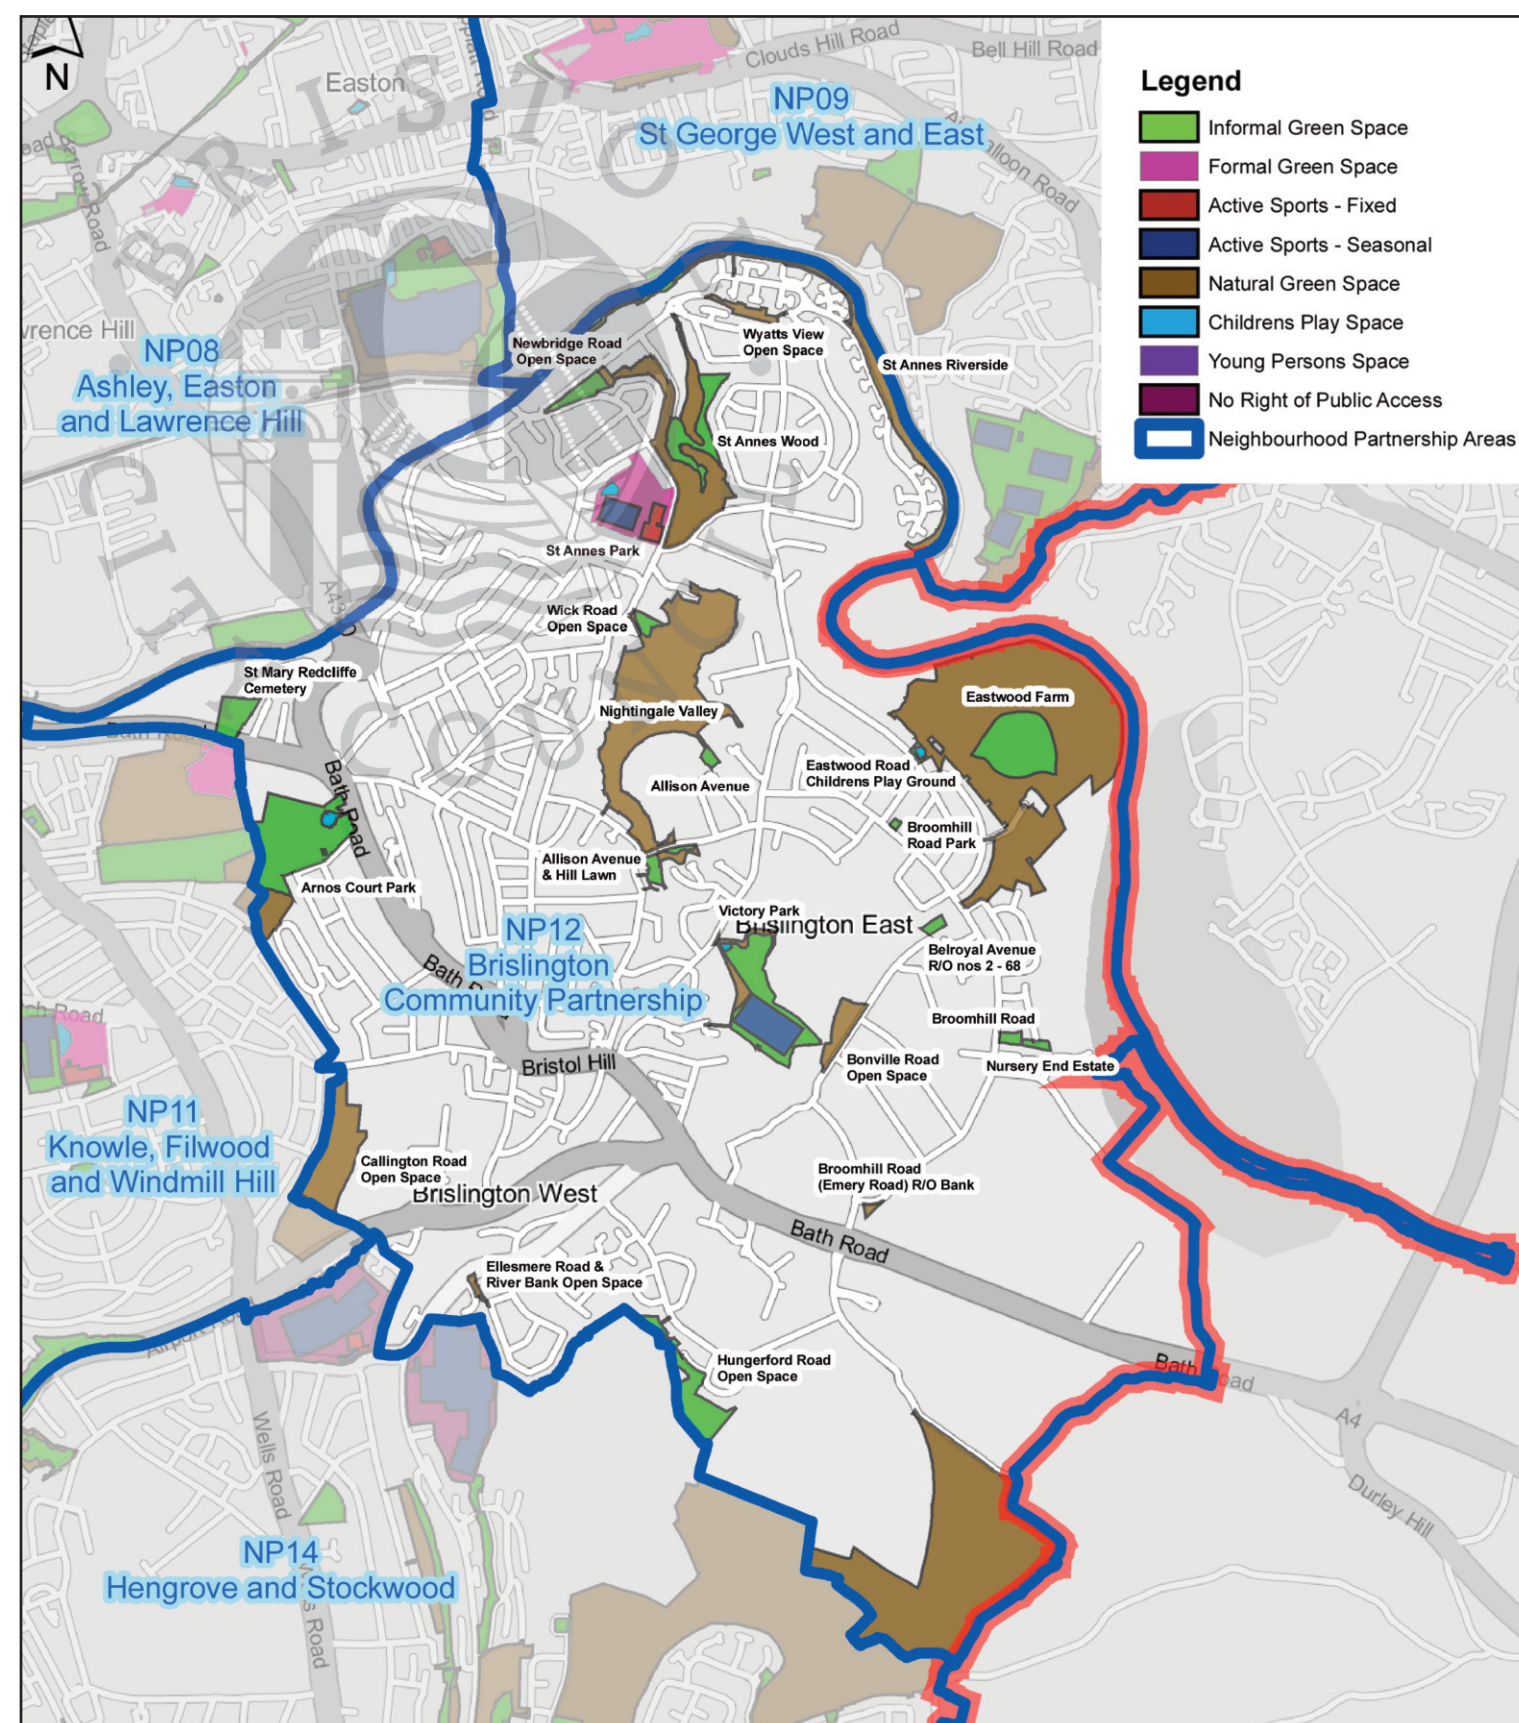 N
Easton
Clouds Hill Road
Bell Hill Road
NP09
St George West and East
Legend
Informal Green Space
Formal Green Space
Active Sports - Fixed
Active Sports - Seasonal
Natural Green Space
Childrens Play Space
Young Persons Space
No Right of Public Access
Neighbourhood Partnership Areas
BRISTOL
CITY
COUNCIL
NP08
Ashley, Easton
and Lawrence Hill
Newbridge Road
Open Space
Wyatts View
Open Space
St Annes Riverside
St Annes Wood
St Annes Park
Wick Road
Open Space
St Mary Redcliffe
Cemetery
Bath Road
Nightingale Valley
Eastwood Farm
Eastwood Road
Childrens Play Ground
Allison Avenue
Bath Road
Broomhill
Road Park
Allison Avenue
& Hill Lawn
Arnos Court Park
Victory Park
Brislington East
NP12
Brislington
Community Partnership
Belroyal Avenue
R/O nos 2 - 68
Bath
Broomhill Road
Bristol Hill
Bonville Road
Open Space
Nursery End Estate
NP11
Knowle, Filwood
and Windmill Hill
Callington Road
Open Space
Brislington West
Broomhill Road
(Emery Road) R/O Bank
Bath Road
Ellesmere Road &
River Bank Open Space
Airport
Hungerford Road
Open Space
Bath Road
A4
Wells Road
Durley Hill
NP14
Hengrove and Stockwood
Road